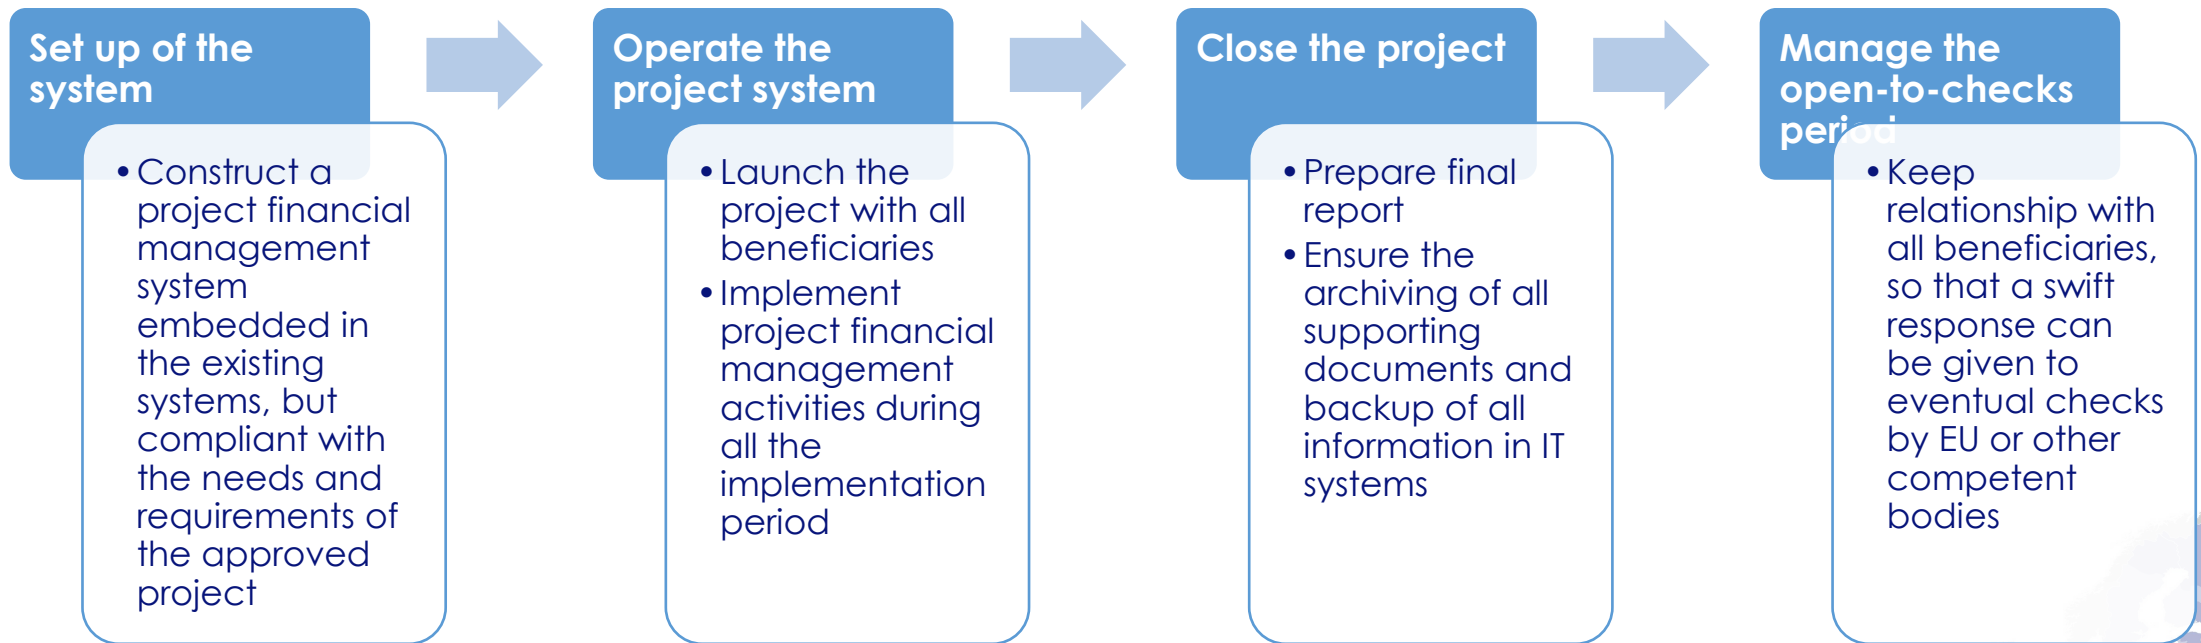 Set up of the
system
• Construct a
project financial
management
system
embedded in
the existing
systems, but
compliant with
the needs and
requirements of
the approved
project
Operate the
project system
• Launch the
project with all
beneficiaries
• Implement
project financial
management
activities during
all the
implementation
period
Close the project
• Prepare final
report
• Ensure the
archiving of all
supporting
documents and
backup of all
information in IT
systems
Manage the
open-to-checks
period
• Keep
relationship with
all beneficiaries,
so that a swift
response can
be given to
eventual checks
by EU or other
competent
bodies